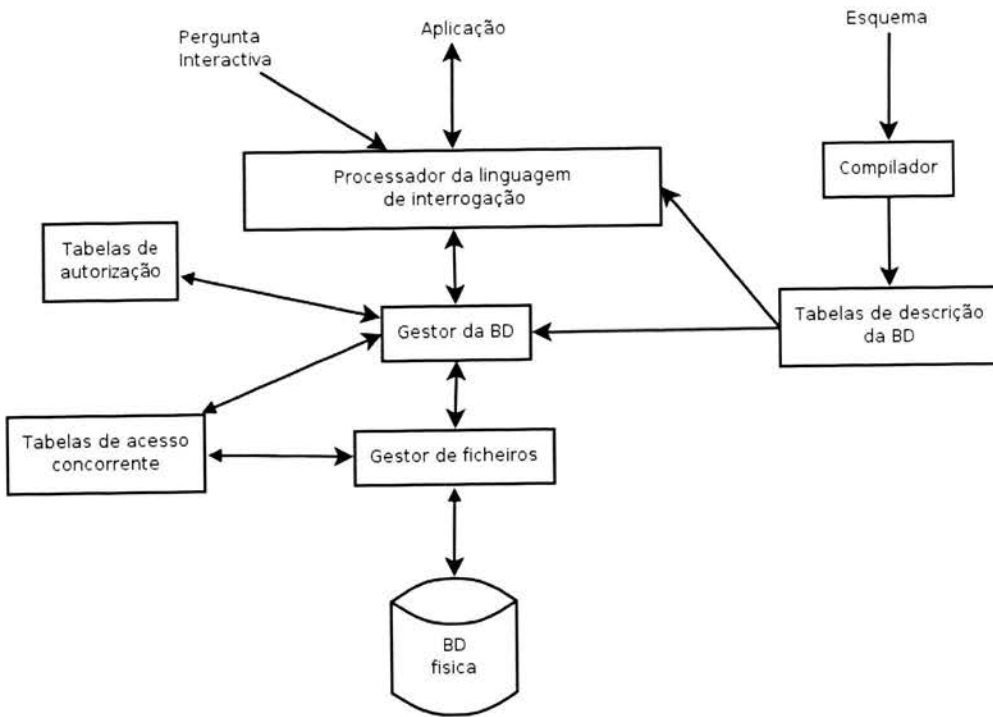 Pergunta
Interactiva
Aplicação
Esquema
Processador da linguagem
de interrogação
Compilador
Tabelas de
autorização
Gestor da BD
Tabelas de descrição
da BD
Tabelas de acesso
concorrente
Gestor de ficheiros
BD
fisica